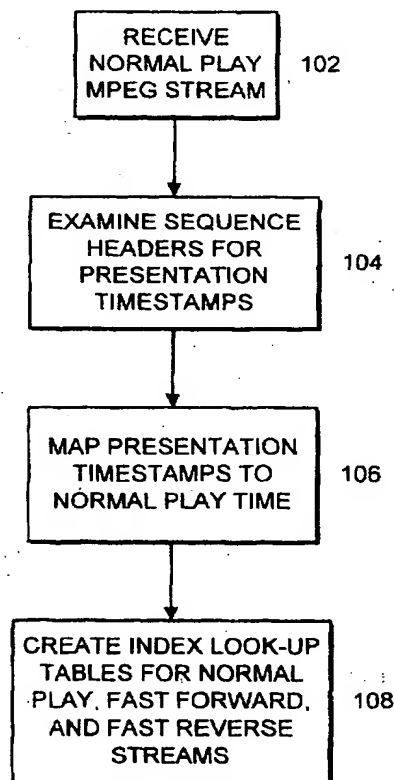 RECEIVE
NORMAL PLAY
MPEG STREAM
102
EXAMINE SEQUENCE
HEADERS FOR
PRESENTATION
TIMESTAMPS
104
MAP PRESENTATION
TIMESTAMPS TO
NORMAL PLAY TIME
106
CREATE INDEX LOOK-UP
TABLES FOR NORMAL
PLAY, FAST FORWARD,
AND FAST REVERSE
STREAMS
108